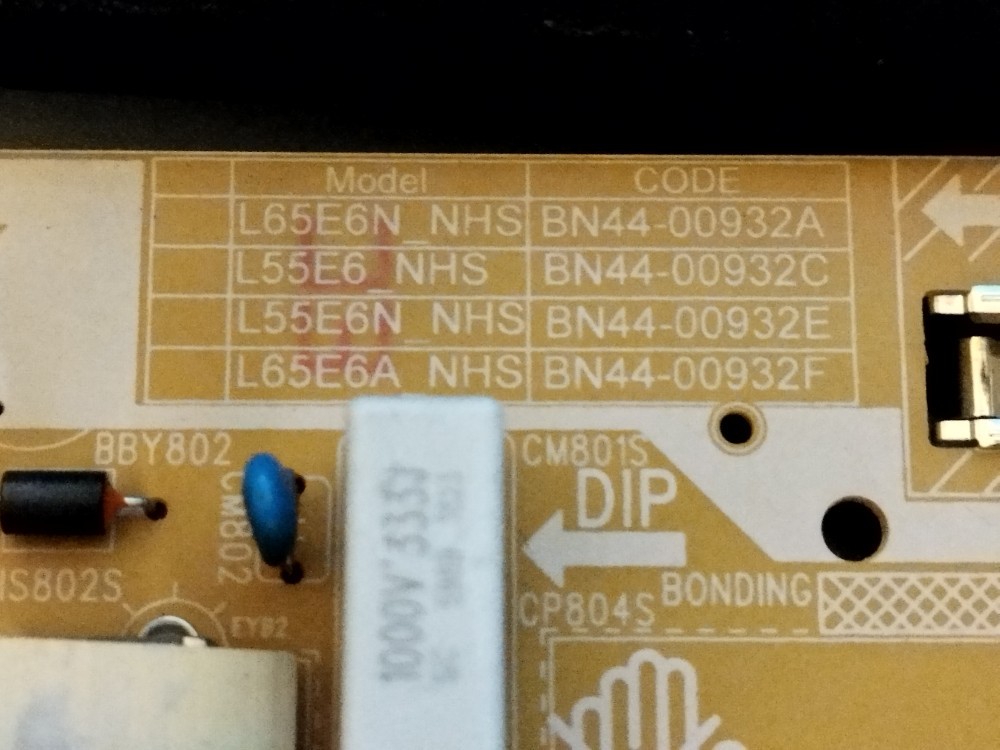 Model CODE
L65E6N_NHS BN44-00932A
L55E6_NHS BN44-00932C
L55E6N_NHS BN44-00932E
L65E6A_NHS BN44-00932F
BBY802
CM801S
CM802
DIP
1000V 333J
BONDING
CP804S